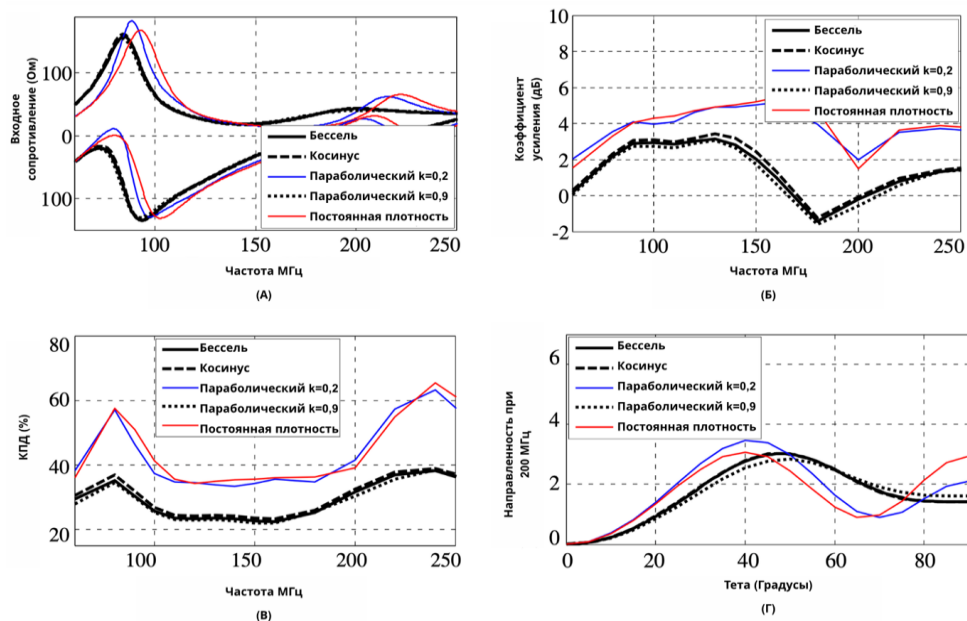 100
0
100
Входное
сопротивление (Ом)
Бессель
Косинус
Параболический k=0,2
Параболический k=0,9
Постоянная плотность
100 150 200 250
Частота МГц
(А)
10
8
6
4
2
0
-2
Коэффициент
усиления (дБ)
Бессель
Косинус
Параболический k=0,2
Параболический k=0,9
Постоянная плотность
100 150 200 250
Частота МГц
(Б)
80
60
40
20
КПД (%)
Бессель
Косинус
Параболический k=0,2
Параболический k=0,9
Постоянная плотность
100 150 200 250
Частота МГц
(В)
6
4
2
0
Направленность при
200 МГц
Бессель
Косинус
Параболический k=0,2
Параболический k=0,9
Постоянная плотность
0 20 40 60 80
Тета (Градусы)
(Г)